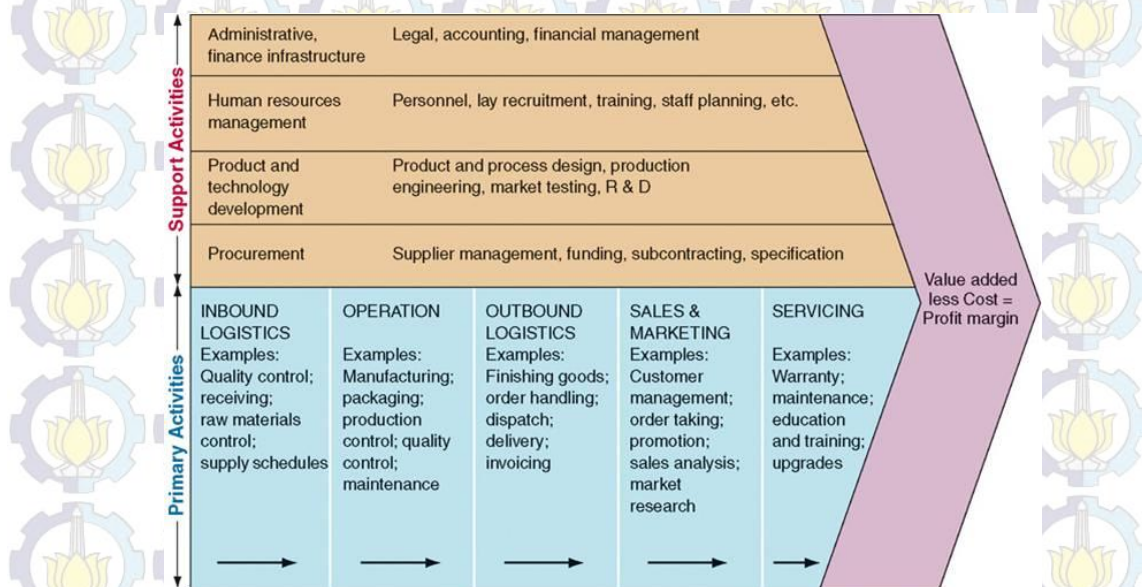 Support Activities
Administrative,
finance infrastructure
Legal, accounting, financial management
Human resources
management
Personnel, lay recruitment, training, staff planning, etc.
Product and
technology
development
Product and process design, production
engineering, market testing, R & D
Procurement
Supplier management, funding, subcontracting, specification
Primary Activities
INBOUND
LOGISTICS
Examples:
Quality control;
receiving;
raw materials
control;
supply schedules
OPERATION
Examples:
Manufacturing;
packaging;
production
control; quality
control;
maintenance
OUTBOUND
LOGISTICS
Examples:
Finishing goods;
order handling;
dispatch;
delivery;
invoicing
SALES &
MARKETING
Examples:
Customer
management;
order taking;
promotion;
sales analysis;
market
research
SERVICING
Examples:
Warranty;
maintenance;
education
and training;
upgrades
Value added
less Cost =
Profit margin